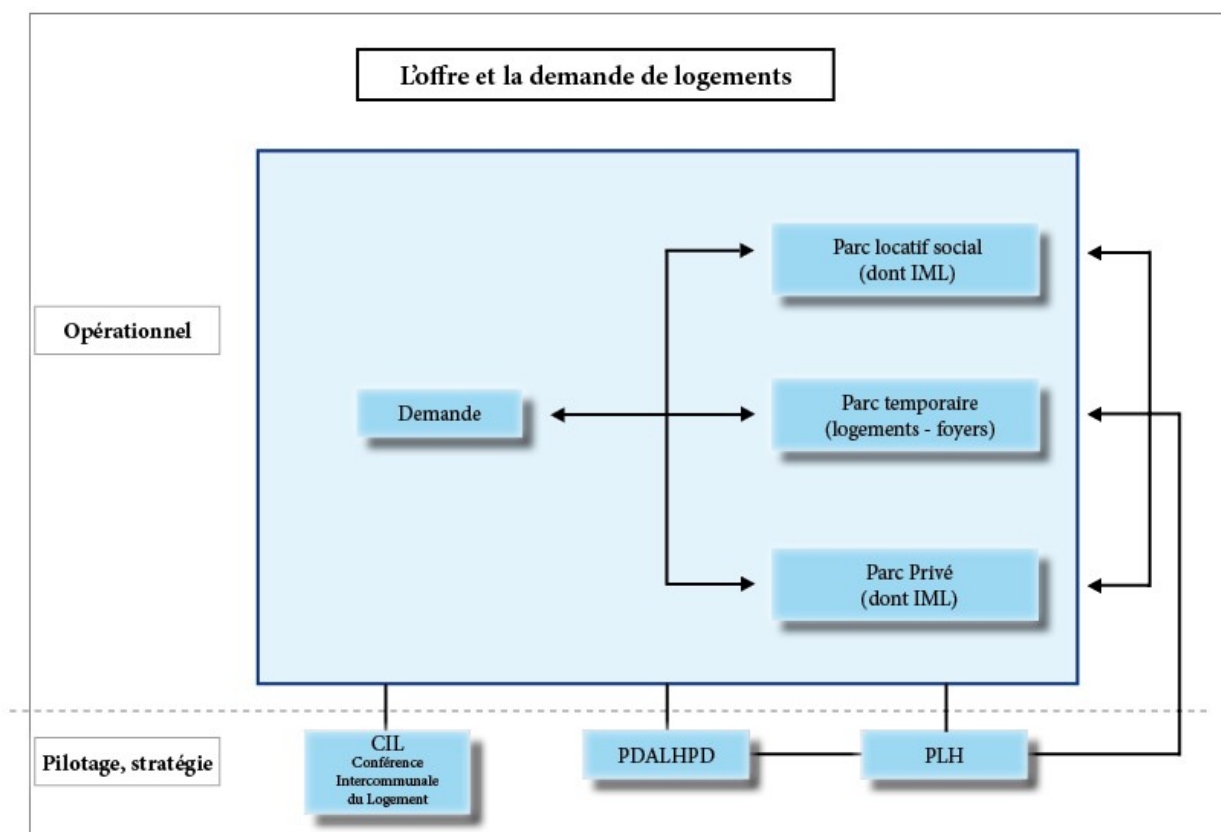 L'offre et la demande de logements
Parc locatif social
(dont IML)
Opérationnel
Demande
Parc temporaire
(logements - foyers)
Parc Privé
(dont IML)
Pilotage, stratégie
CIL
Conférence
Intercommunale
du Logement
PDALHPD
PLH